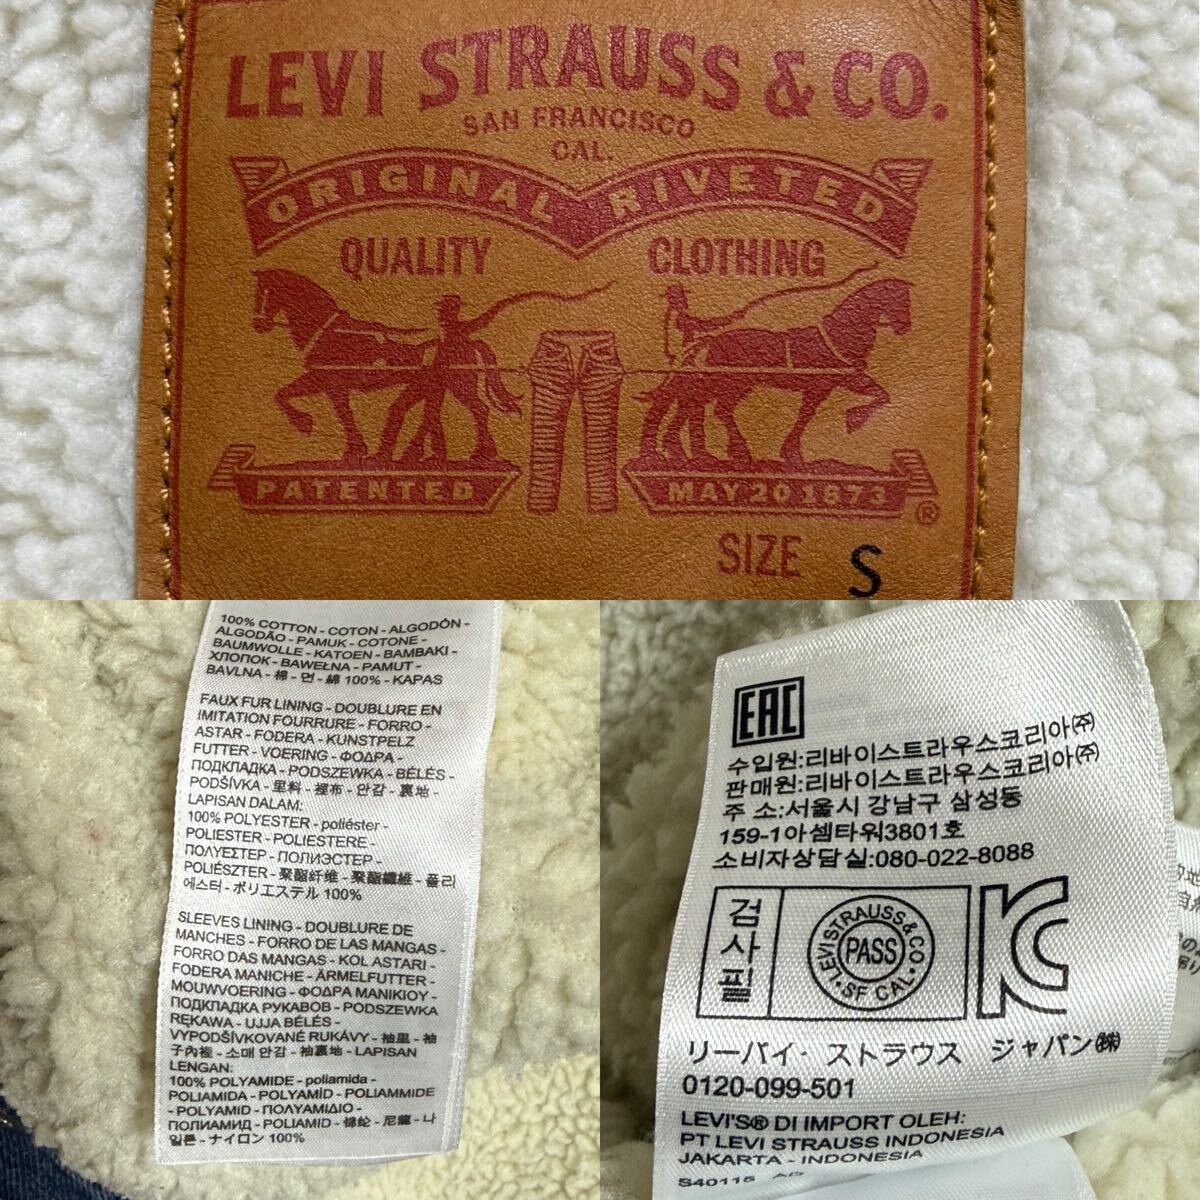 LEVI STRAUSS & CO.
SAN FRANCISCO
CAL.
ORIGINAL RIVETED
QUALITY CLOTHING
PATENTED MAY 20 1873
®
SIZE S
100% COTTON - COTON - ALGODÓN -
ALGODÃO - PAMUK - COTONE -
BAUMWOLLE - KATOEN - BAMBAKI -
ХЛОПОК - BAWEŁNA - PAMUT -
BAVLNA - 棉 - 면 - 綿 100% - KAPAS
FAUX FUR LINING - DOUBLURE EN
IMITATION FOURRURE - FORRO -
ASTAR - FODERA - KUNSTPELZ
FUTTER - VOERING - ΦΟΔΡΑ -
ПОДКЛАДКА - PODSZEWKA - BÉLÉS -
PODŠÍVKA - 里料 - 裡布 - 안감 - 裏地 -
LAPISAN DALAM:
100% POLYESTER - poliéster -
POLIESTER - POLIESTERE -
ΠΟΛΥΕΣΤΕΡ - ПОЛИЭСТЕР -
POLIÉSZTER - 聚酯纤维 - 聚酯纖維 - 폴리
에스터 - ポリエステル 100%
SLEEVES LINING - DOUBLURE DE
MANCHES - FORRO DE LAS MANGAS -
FORRO DAS MANGAS - KOL ASTARI -
FODERA MANICHE - ÄRMELFUTTER -
MOUWVOERING - ΦΟΔΡΑ ΜΑΝΙΚΙΟΥ -
ПОДКЛАДКА РУКАВОВ - PODSZEWKA
RĘKAWA - UJJA BÉLÉS -
VYPODŠÍVKOVANÉ RUKÁVY - 袖里 - 袖
子內裡 - 소매 안감 - 袖裏地 - LAPISAN
LENGAN:
100% POLYAMIDE - poliamida -
POLIAMIDA - POLYAMİD - POLIAMMIDE
- POLYAMID - ΠΟΛΥΑΜΙΔΙΟ -
ПОЛИАМИД - POLIAMID - 锦纶 - 尼龍 - 나
일론 - ナイロン 100%
EAC
수입원:리바이스트라우스코리아㈜
판매원:리바이스트라우스코리아㈜
주 소:서울시 강남구 삼성동
159-1아셈타워3801호
소비자상담실:080-022-8088
검사필
LEVI STRAUSS & CO
PASS
SF CAL.
KC
リーバイ・ストラウス ジャパン㈱
0120-099-501
LEVI'S® DI IMPORT OLEH:
PT LEVI STRAUSS INDONESIA
JAKARTA - INDONESIA